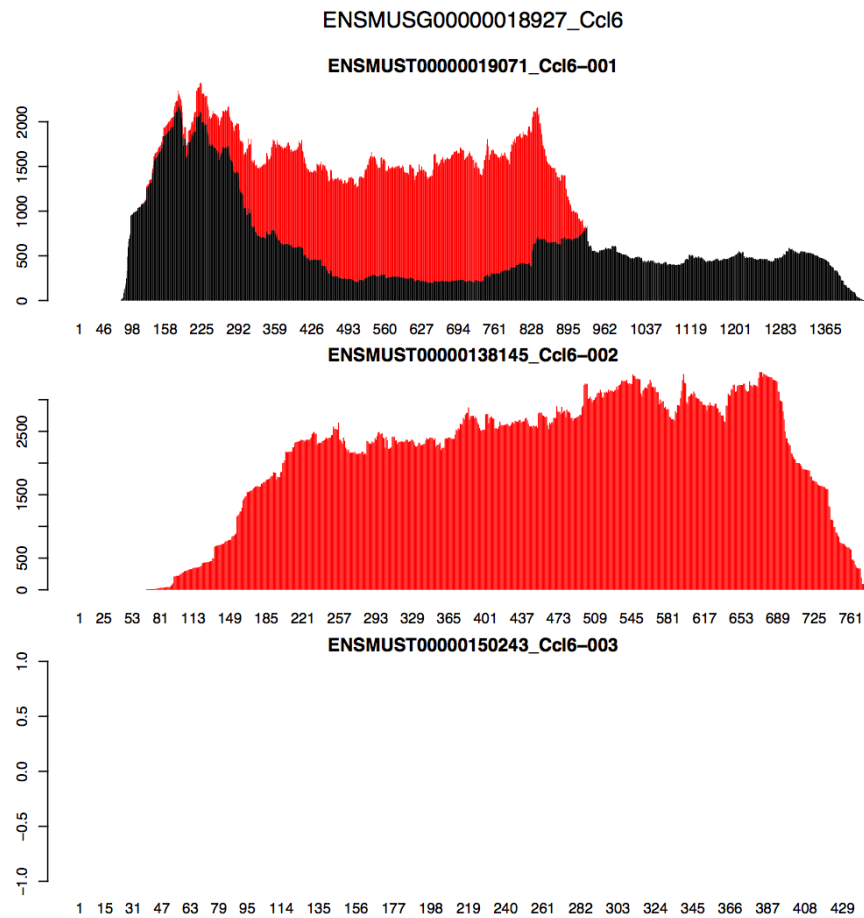 ENSMUSG00000018927_Ccl6
ENSMUST00000019071_Ccl6−001
2000
1500
1000
500
0
1 46 98 158 225 292 359 426 493 560 627 694 761 828 895 962 1037 1119 1201 1283 1365
ENSMUST00000138145_Ccl6−002
2500
1500
500
0
1 25 53 81 113 149 185 221 257 293 329 365 401 437 473 509 545 581 617 653 689 725 761
ENSMUST00000150243_Ccl6−003
1.0
0.5
0.0
−0.5
−1.0
1 15 31 47 63 79 95 114 135 156 177 198 219 240 261 282 303 324 345 366 387 408 429